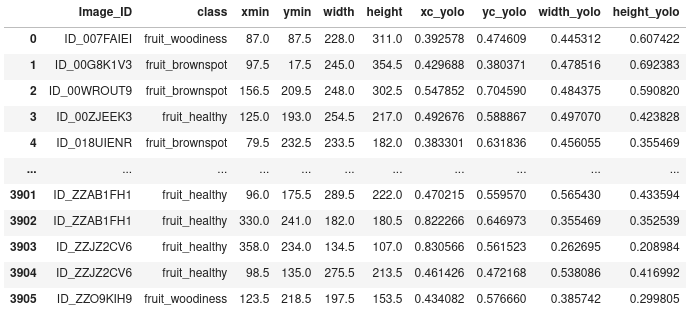 Image_ID class xmin ymin width height xc_yolo yc_yolo width_yolo height_yolo
0 ID_007FAIEI fruit_woodiness 87.0 87.5 228.0 311.0 0.392578 0.474609 0.445312 0.607422
1 ID_00G8K1V3 fruit_brownspot 97.5 17.5 245.0 354.5 0.429688 0.380371 0.478516 0.692383
2 ID_00WROUT9 fruit_brownspot 156.5 209.5 248.0 302.5 0.547852 0.704590 0.484375 0.590820
3 ID_00ZJEEK3 fruit_healthy 125.0 193.0 254.5 217.0 0.492676 0.588867 0.497070 0.423828
4 ID_018UIENR fruit_brownspot 79.5 232.5 233.5 182.0 0.383301 0.631836 0.456055 0.355469
... ... ... ... ... ... ... ... ... ... ...
3901 ID_ZZAB1FH1 fruit_healthy 96.0 175.5 289.5 222.0 0.470215 0.559570 0.565430 0.433594
3902 ID_ZZAB1FH1 fruit_healthy 330.0 241.0 182.0 180.5 0.822266 0.646973 0.355469 0.352539
3903 ID_ZZJZ2CV6 fruit_healthy 358.0 234.0 134.5 107.0 0.830566 0.561523 0.262695 0.208984
3904 ID_ZZJZ2CV6 fruit_healthy 98.5 135.0 275.5 213.5 0.461426 0.472168 0.538086 0.416992
3905 ID_ZZO9KIH9 fruit_woodiness 123.5 218.5 197.5 153.5 0.434082 0.576660 0.385742 0.299805